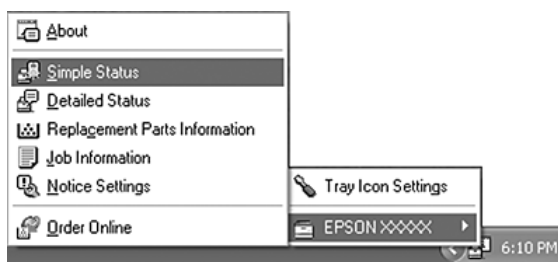 About
Simple Status
Detailed Status
Replacement Parts Information
Job Information
Notice Settings
Order Online
Tray Icon Settings
EPSON XXXXX
6:10 PM